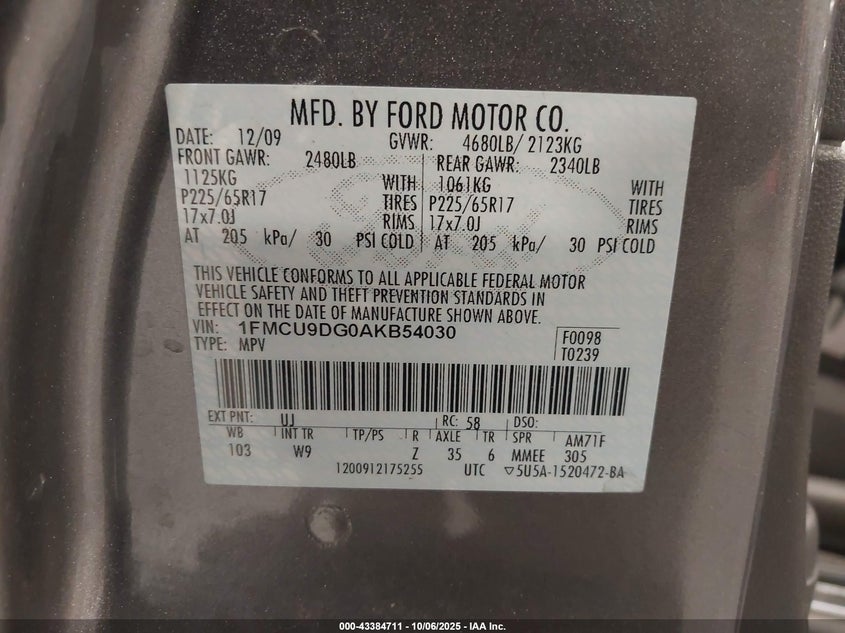 MFD. BY FORD MOTOR CO.
DATE: 12/09 GVWR: 4680LB/ 2123KG
FRONT GAWR: 2480LB REAR GAWR: 2340LB
1125KG WITH 1061KG WITH
P225/65R17 TIRES P225/65R17 TIRES
17x7.0J RIMS 17x7.0J RIMS
AT 205 kPa/ 30 PSI COLD AT 205 kPa/ 30 PSI COLD
THIS VEHICLE CONFORMS TO ALL APPLICABLE FEDERAL MOTOR
VEHICLE SAFETY AND THEFT PREVENTION STANDARDS IN
EFFECT ON THE DATE OF MANUFACTURE SHOWN ABOVE.
VIN: 1FMCU9DG0AKB54030 F0098
TYPE: MPV T0239
EXT PNT: UJ RC: 58 DSO:
WB INT TR TP/PS R AXLE TR SPR AM71F
103 W9 Z 35 6 MMEE 305
1200912175255 UTC ▽5U5A-1520472-BA
000-43384711 - 10/06/2025 - IAA Inc.